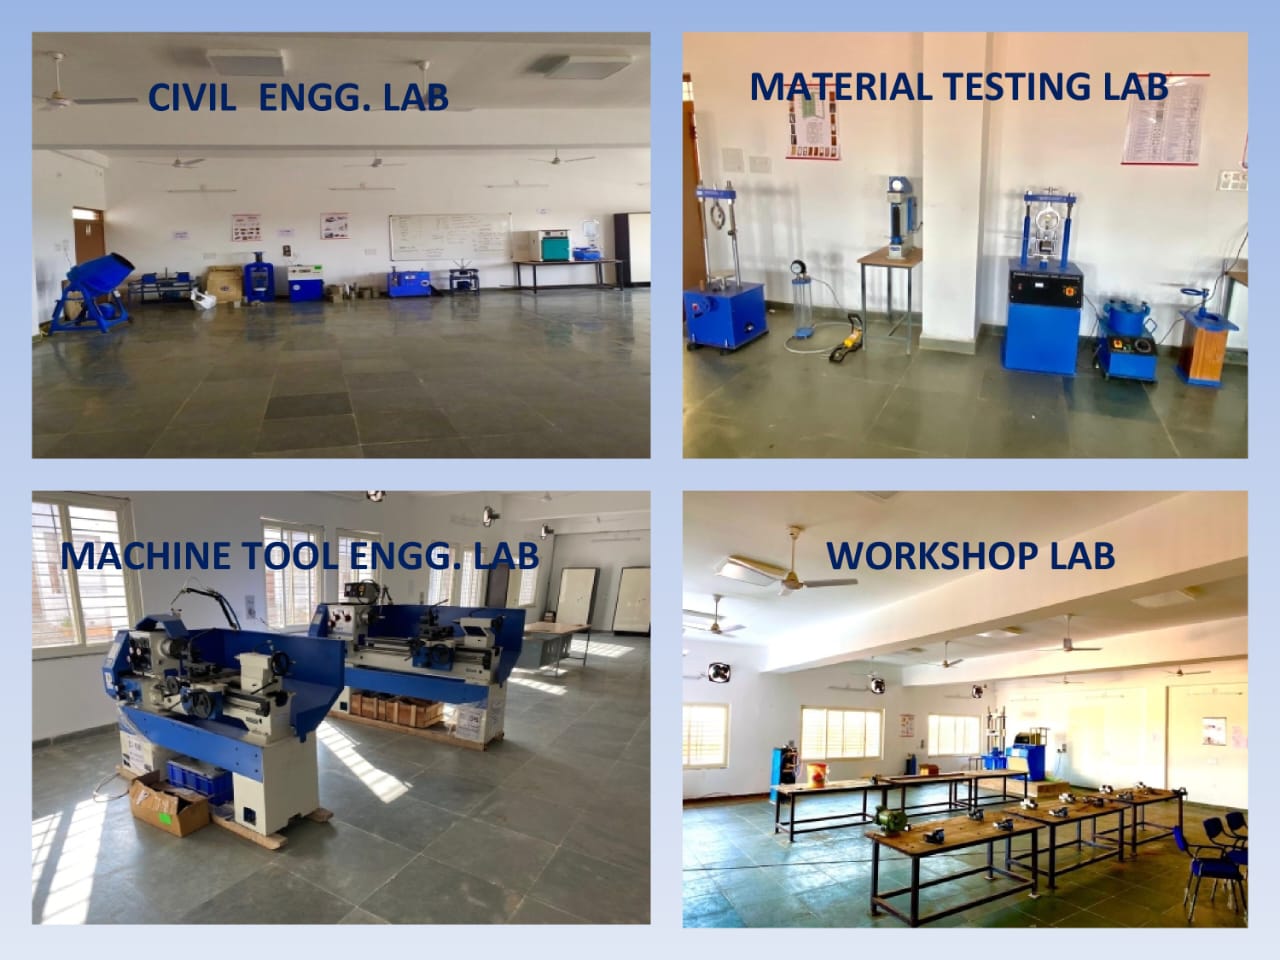 CIVIL ENGG. LAB
MATERIAL TESTING LAB
MACHINE TOOL ENGG. LAB
WORKSHOP LAB